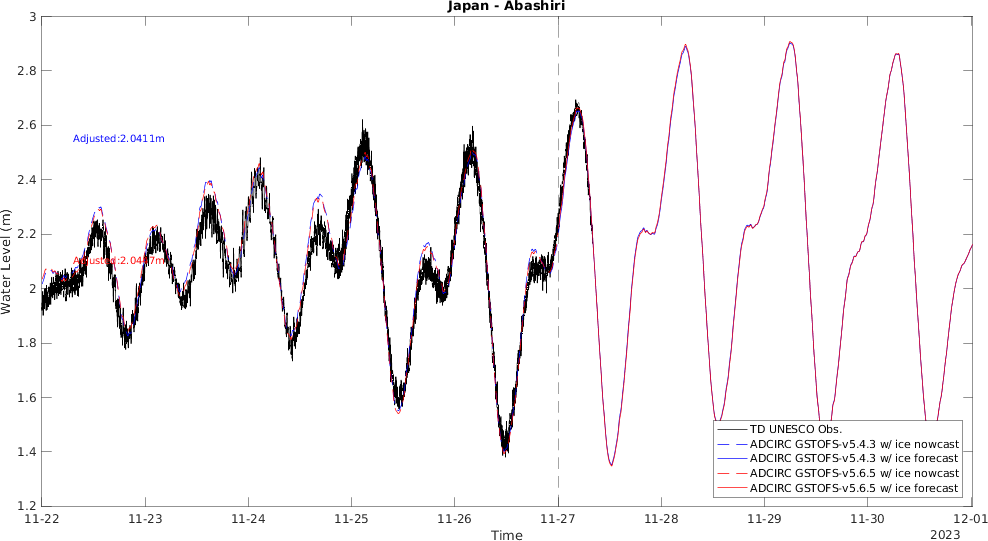 Japan - Abashiri
Water Level (m)
3
2.8
2.6
2.4
2.2
2
1.8
1.6
1.4
1.2
Adjusted:2.0411m
TD UNESCO Obs.
ADCIRC GSTOFS-v5.4.3 w/ ice nowcast
ADCIRC GSTOFS-v5.4.3 w/ ice forecast
ADCIRC GSTOFS-v5.6.5 w/ ice nowcast
ADCIRC GSTOFS-v5.6.5 w/ ice forecast
11-22 11-23 11-24 11-25 11-26 11-27 11-28 11-29 11-30 12-01
Time
2023